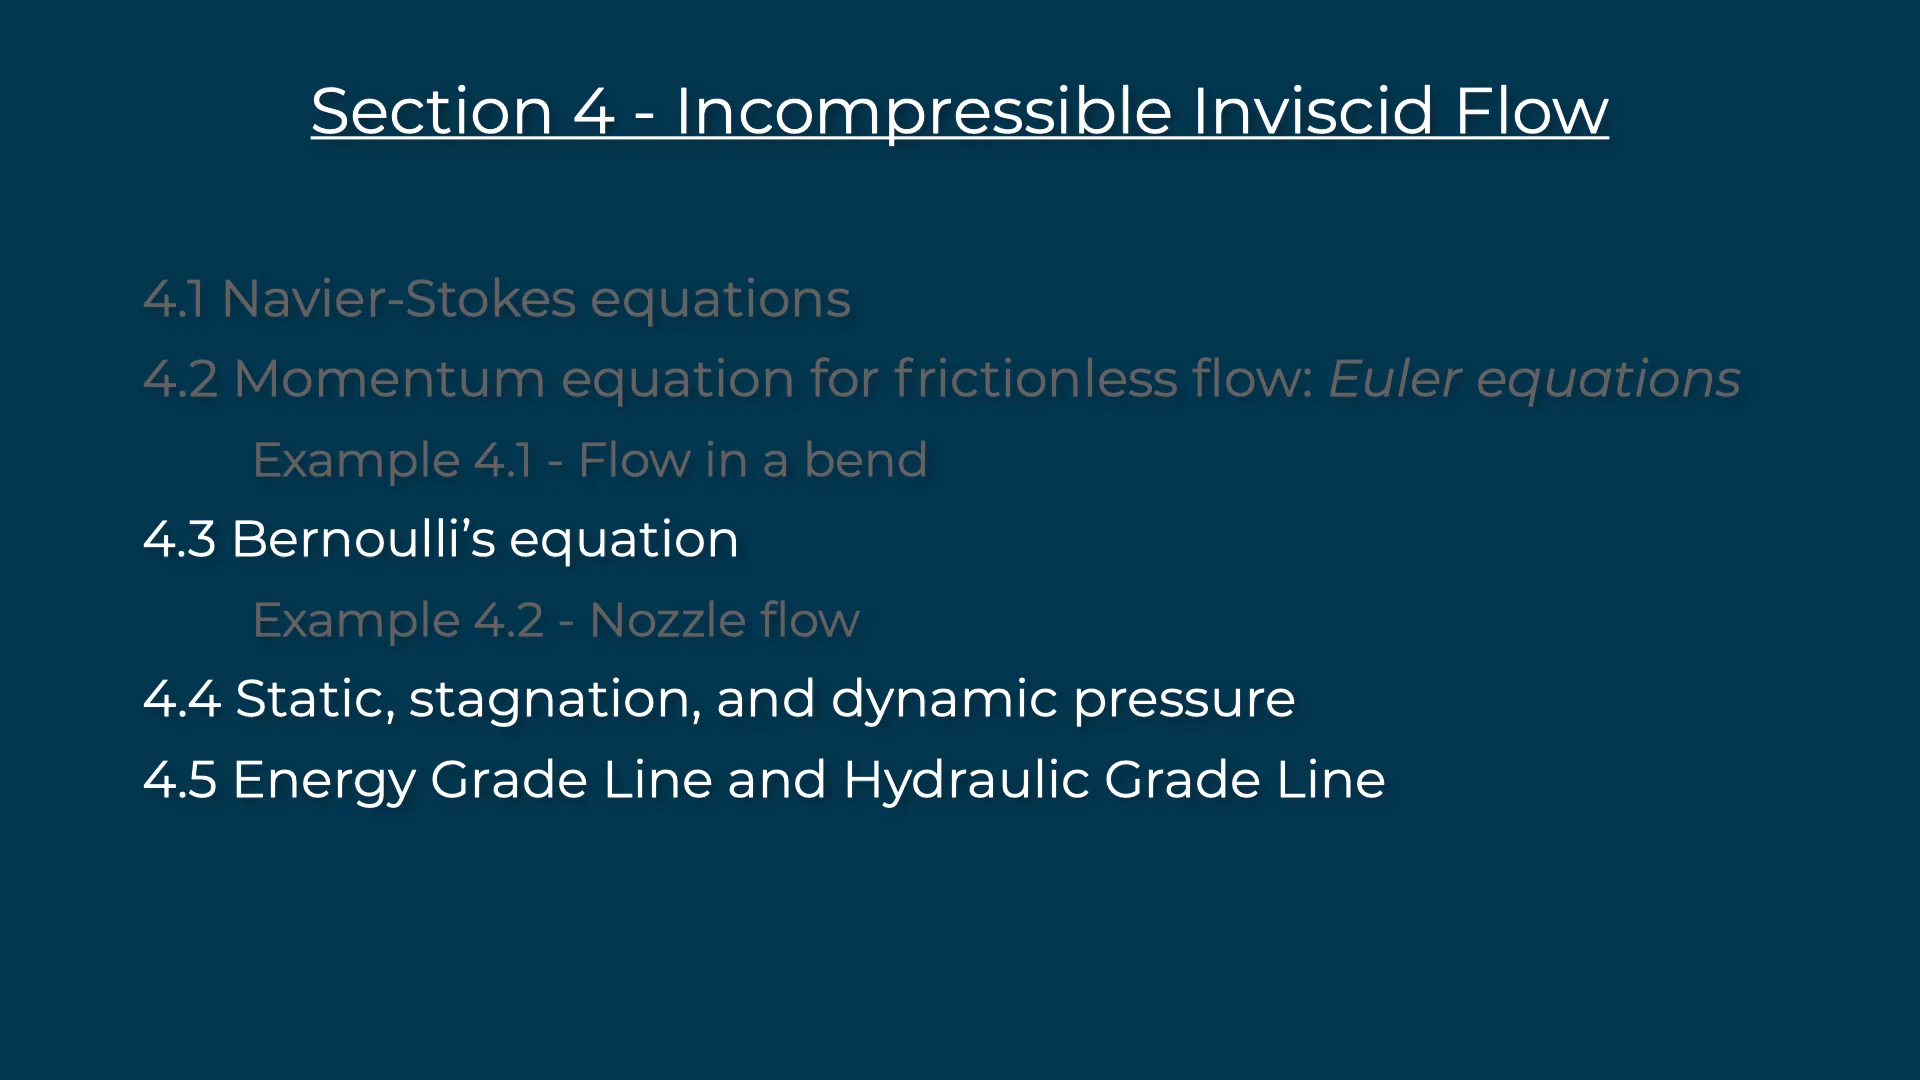 Section 4 - Incompressible Inviscid Flow
4.1 Navier-Stokes equations
4.2 Momentum equation for frictionless flow: Euler equations
Example 4.1 - Flow in a bend
4.3 Bernoulli’s equation
Example 4.2 - Nozzle flow
4.4 Static, stagnation, and dynamic pressure
4.5 Energy Grade Line and Hydraulic Grade Line